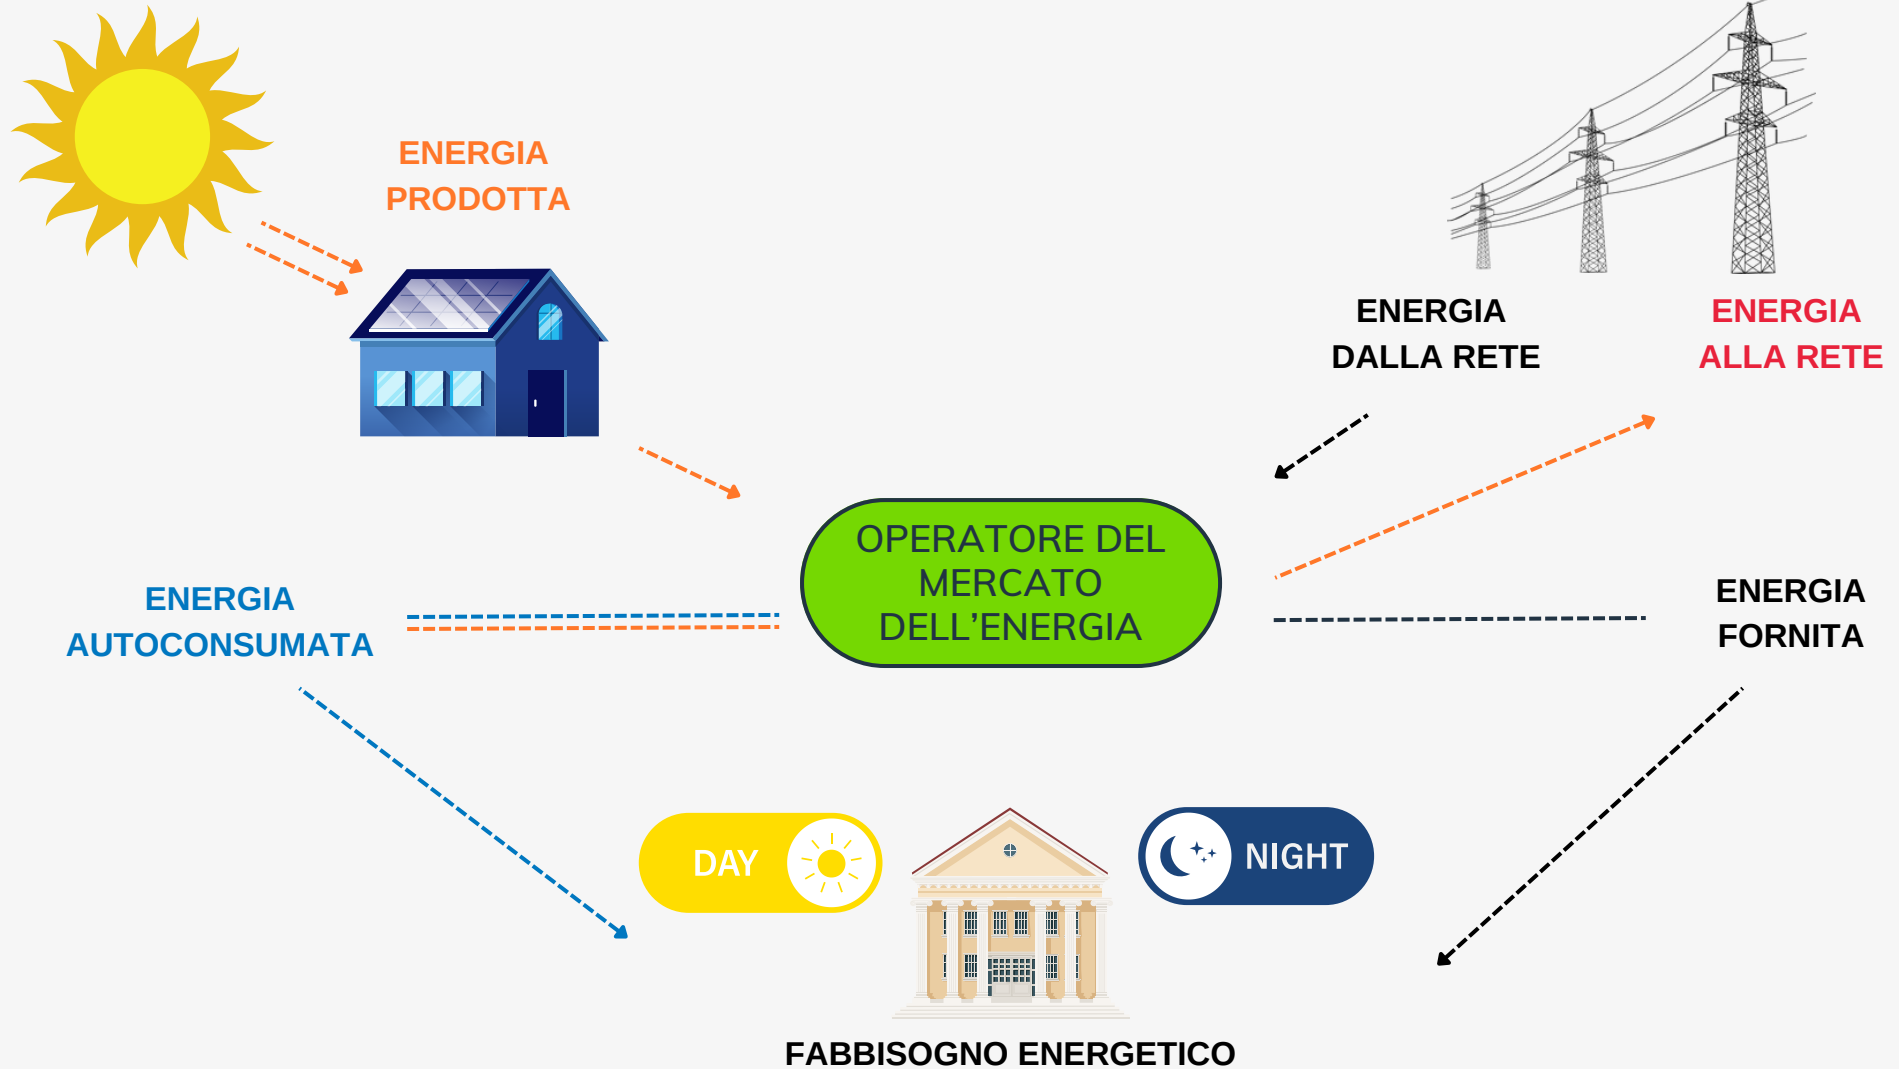 ENERGIA
PRODOTTA
ENERGIA
DALLA RETE
ENERGIA
ALLA RETE
OPERATORE DEL
MERCATO
DELL’ENERGIA
ENERGIA
AUTOCONSUMATA
ENERGIA
FORNITA
DAY
NIGHT
FABBISOGNO ENERGETICO